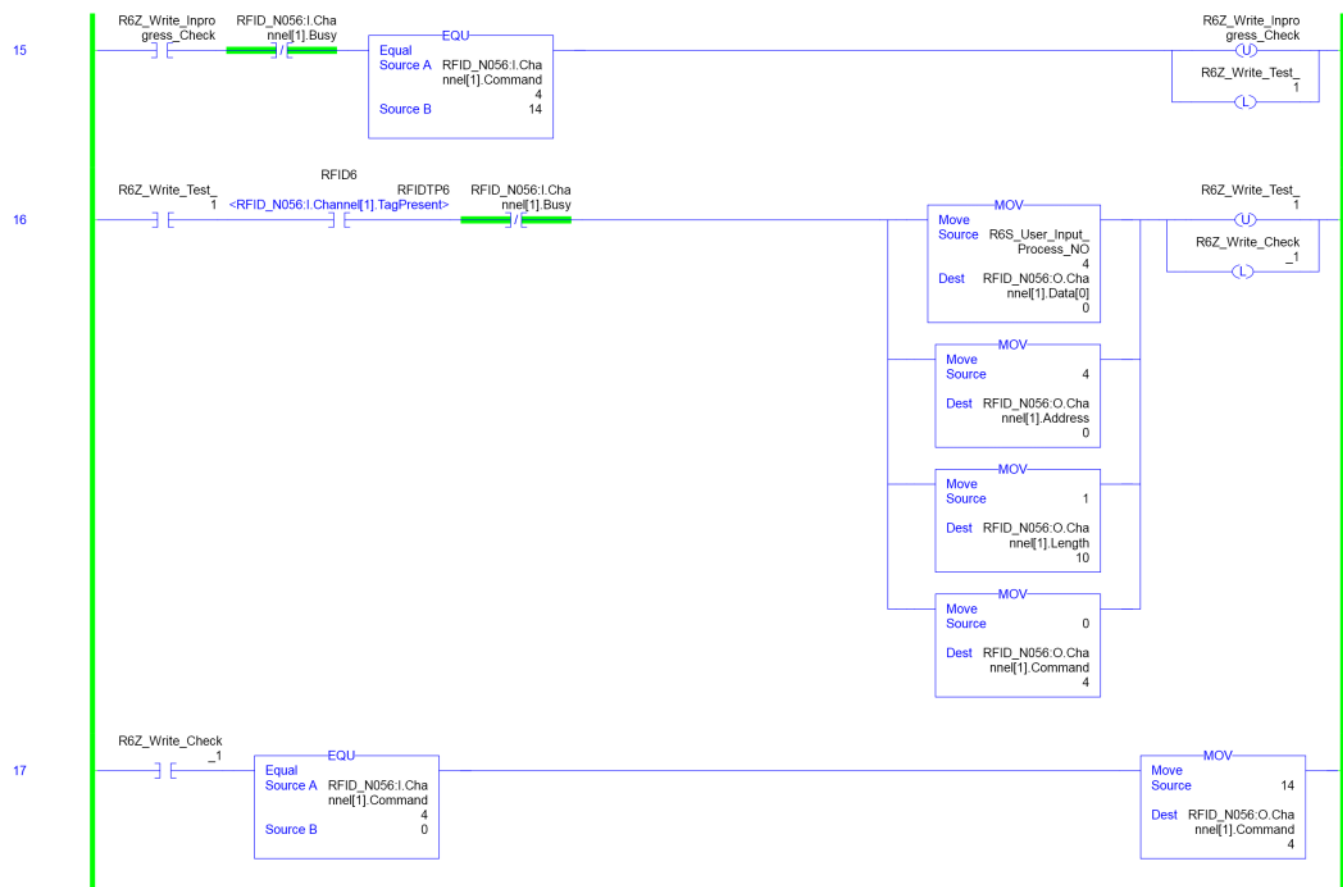 R6Z_Write_Inpro
gress_Check
RFID_N056:I.Cha
nnel[1].Busy
15
EQU
Equal
Source A RFID_N056:I.Cha
nnel[1].Command
4
Source B 14
R6Z_Write_Inpro
gress_Check
U
R6Z_Write_Test_
1
L
16
R6Z_Write_Test_
1
RFID6
RFIDTP6
<RFID_N056:I.Channel[1].TagPresent>
RFID_N056:I.Cha
nnel[1].Busy
MOV
Move
Source R6S_User_Input_
Process_NO
4
Dest RFID_N056:O.Cha
nnel[1].Data[0]
0
MOV
Move
Source 4
Dest RFID_N056:O.Cha
nnel[1].Address
0
MOV
Move
Source 1
Dest RFID_N056:O.Cha
nnel[1].Length
10
MOV
Move
Source 0
Dest RFID_N056:O.Cha
nnel[1].Command
4
R6Z_Write_Test_
1
U
R6Z_Write_Check
_1
L
17
R6Z_Write_Check
_1
EQU
Equal
Source A RFID_N056:I.Cha
nnel[1].Command
4
Source B 0
MOV
Move
Source 14
Dest RFID_N056:O.Cha
nnel[1].Command
4